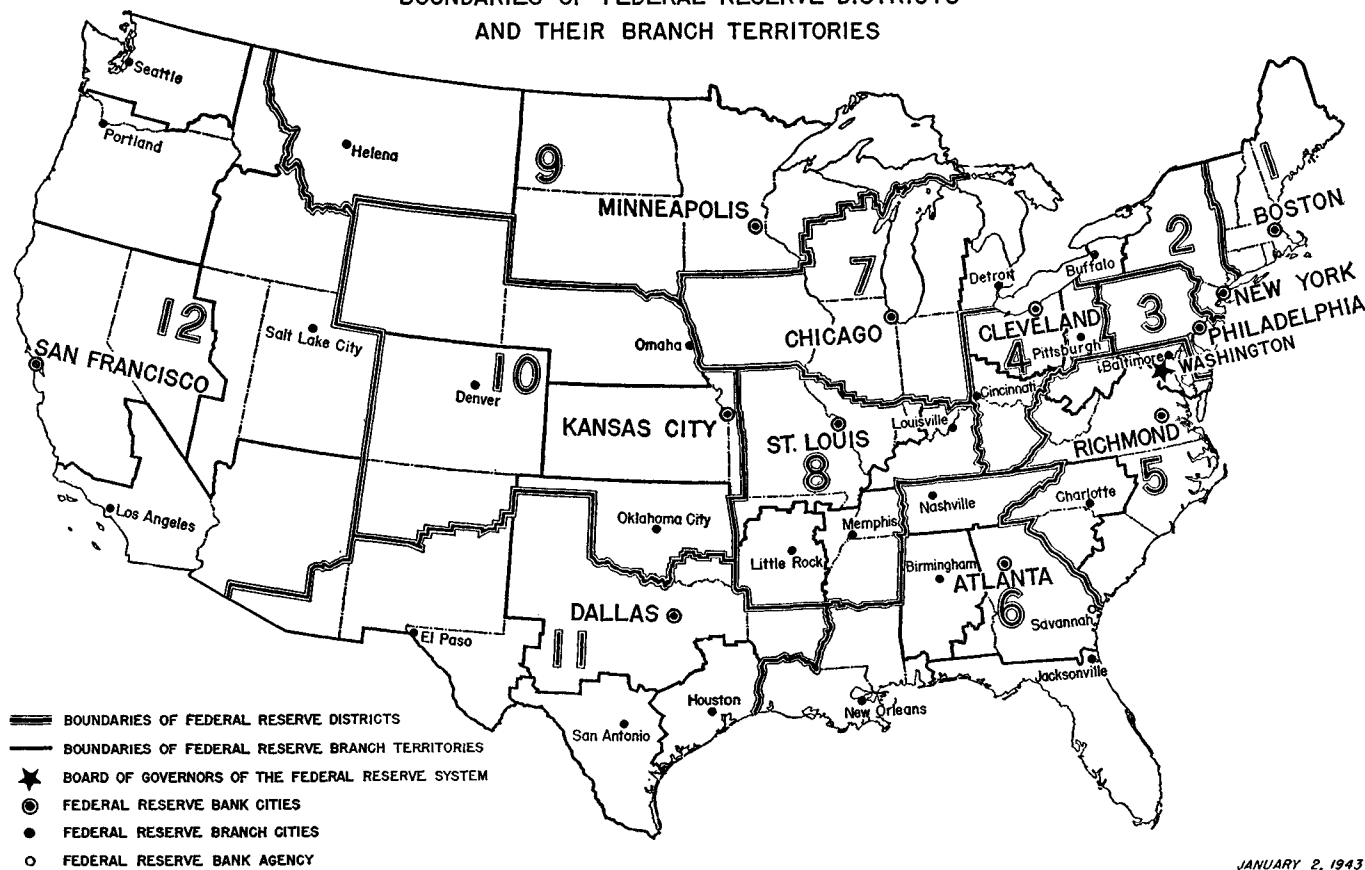 BOUNDARIES OF FEDERAL RESERVE DISTRICTS
AND THEIR BRANCH TERRITORIES
Seattle
Portland
Helena
9
MINNEAPOLIS
1
BOSTON
2
Buffalo
7
Detroit
NEW YORK
12
Salt Lake City
SAN FRANCISCO
Omaha
CHICAGO
CLEVELAND
4
Pittsburgh
3
PHILADELPHIA
Baltimore
WASHINGTON
10
Denver
Cincinnati
KANSAS CITY
ST. LOUIS
8
Louisville
RICHMOND
5
Los Angeles
Oklahoma City
Little Rock
Memphis
Nashville
Charlotte
Birmingham
ATLANTA
6
Savannah
DALLAS
11
El Paso
Houston
San Antonio
New Orleans
Jacksonville
BOUNDARIES OF FEDERAL RESERVE DISTRICTS
BOUNDARIES OF FEDERAL RESERVE BRANCH TERRITORIES
BOARD OF GOVERNORS OF THE FEDERAL RESERVE SYSTEM
FEDERAL RESERVE BANK CITIES
FEDERAL RESERVE BRANCH CITIES
FEDERAL RESERVE BANK AGENCY
JANUARY 2, 1943